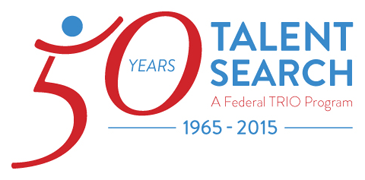 50 YEARS
TALENT
SEARCH
A Federal TRIO Program
1965 - 2015